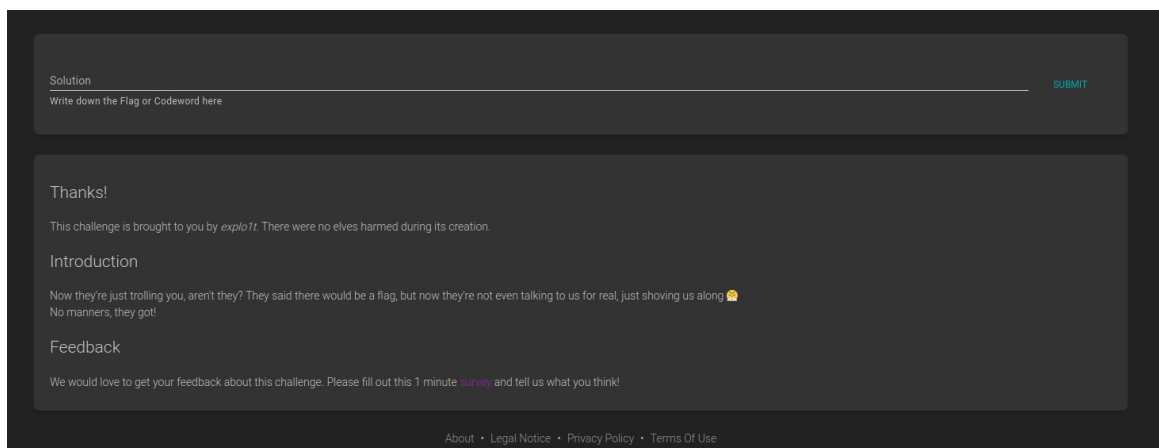 Solution
SUBMIT
Write down the Flag or Codeword here
Thanks!
This challenge is brought to you by explo1t. There were no elves harmed during its creation.
Introduction
Now they're just trolling you, aren't they? They said there would be a flag, but now they're not even talking to us for real, just shoving us along 😤
No manners, they got!
Feedback
We would love to get your feedback about this challenge. Please fill out this 1 minute survey and tell us what you think!
About • Legal Notice • Privacy Policy • Terms Of Use